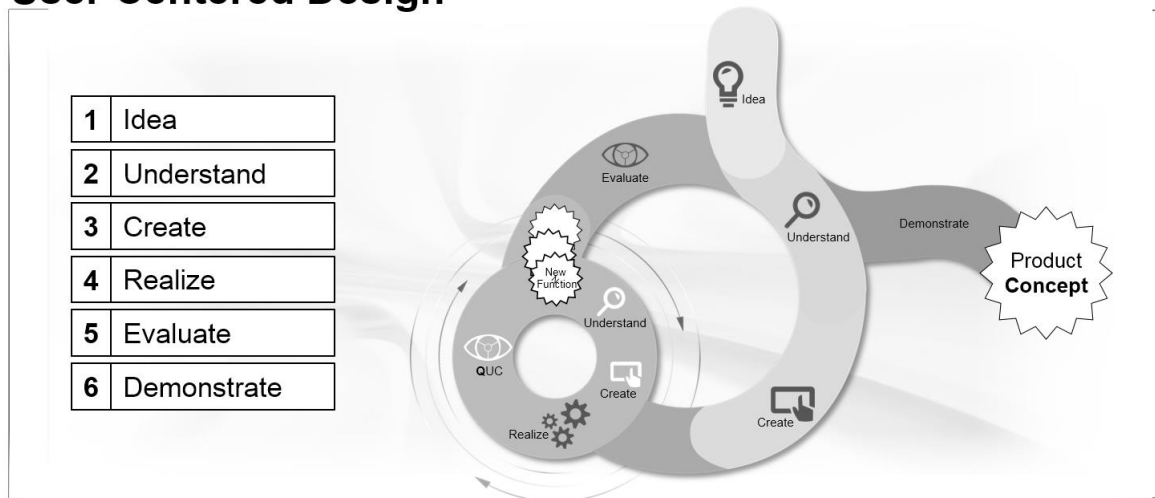 User Centered Design
1 Idea
2 Understand
3 Create
4 Realize
5 Evaluate
6 Demonstrate
Idea
Evaluate
Understand
Demonstrate
Product
Concept
New
Function
Understand
QUC
Create
Realize
Create